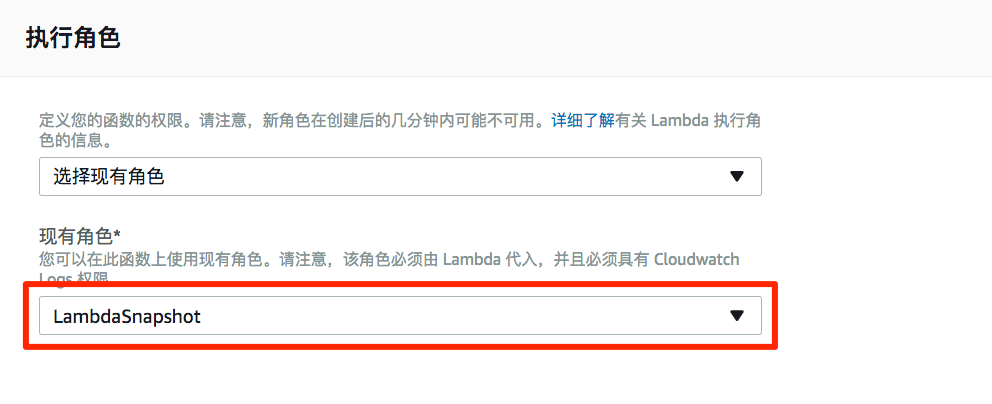 执行角色
定义您的函数的权限。请注意，新角色在创建后的几分钟内可能不可用。详细了解有关 Lambda 执行角
色的信息。
选择现有角色
现有角色*
您可以在此函数上使用现有角色。请注意，该角色必须由 Lambda 代入，并且必须具有 Cloudwatch
Logs 权限
LambdaSnapshot